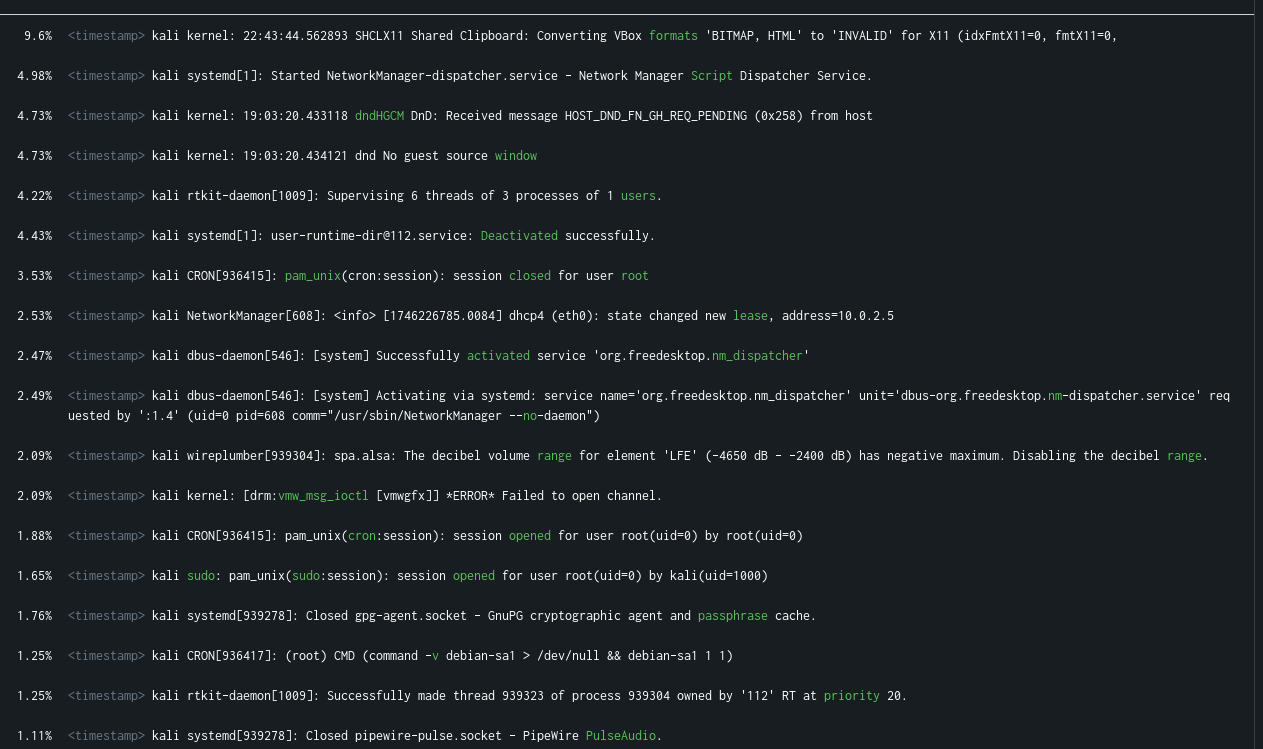 9.6% <timestamp> kali kernel: 22:43:44.562893 SHCLX11 Shared Clipboard: Converting VBox formats 'BITMAP, HTML' to 'INVALID' for X11 (idxFmtX11=0, fmtX11=0,
4.98% <timestamp> kali systemd[1]: Started NetworkManager-dispatcher.service - Network Manager Script Dispatcher Service.
4.73% <timestamp> kali kernel: 19:03:20.433118 dndHGCM DnD: Received message HOST_DND_FN_GH_REQ_PENDING (0x258) from host
4.73% <timestamp> kali kernel: 19:03:20.434121 dnd No guest source window
4.22% <timestamp> kali rtkit-daemon[1009]: Supervising 6 threads of 3 processes of 1 users.
4.43% <timestamp> kali systemd[1]: user-runtime-dir@112.service: Deactivated successfully.
3.53% <timestamp> kali CRON[936415]: pam_unix(cron:session): session closed for user root
2.53% <timestamp> kali NetworkManager[608]: <info> [1746226785.0084] dhcp4 (eth0): state changed new lease, address=10.0.2.5
2.47% <timestamp> kali dbus-daemon[546]: [system] Successfully activated service 'org.freedesktop.nm_dispatcher'
2.49% <timestamp> kali dbus-daemon[546]: [system] Activating via systemd: service name='org.freedesktop.nm_dispatcher' unit='dbus-org.freedesktop.nm-dispatcher.service' req
uested by ':1.4' (uid=0 pid=608 comm="/usr/sbin/NetworkManager --no-daemon")
2.09% <timestamp> kali wireplumber[939304]: spa.alsa: The decibel volume range for element 'LFE' (-4650 dB - -2400 dB) has negative maximum. Disabling the decibel range.
2.09% <timestamp> kali kernel: [drm:vmw_msg_ioctl [vmwgfx]] *ERROR* Failed to open channel.
1.88% <timestamp> kali CRON[936415]: pam_unix(cron:session): session opened for user root(uid=0) by root(uid=0)
1.65% <timestamp> kali sudo: pam_unix(sudo:session): session opened for user root(uid=0) by kali(uid=1000)
1.76% <timestamp> kali systemd[939278]: Closed gpg-agent.socket - GnuPG cryptographic agent and passphrase cache.
1.25% <timestamp> kali CRON[936417]: (root) CMD (command -v debian-sa1 > /dev/null && debian-sa1 1 1)
1.25% <timestamp> kali rtkit-daemon[1009]: Successfully made thread 939323 of process 939304 owned by '112' RT at priority 20.
1.11% <timestamp> kali systemd[939278]: Closed pipewire-pulse.socket - PipeWire PulseAudio.